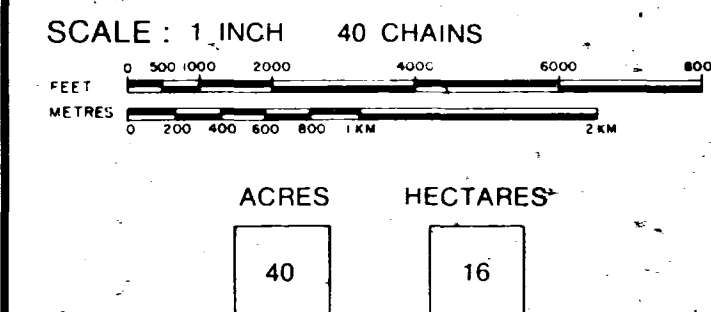 SCALE : 1 INCH 40 CHAINS
0 500 1000 2000 4000 6000 800
FEET
METRES
0 200 400 600 800 1 KM 2 KM
ACRES HECTARES
40 16